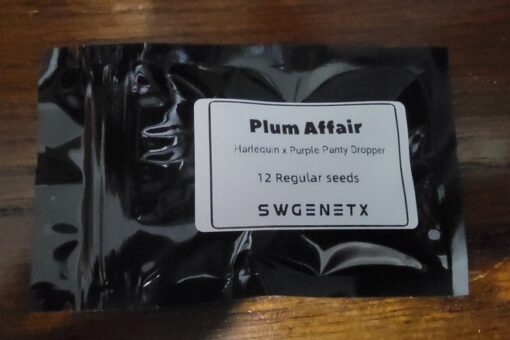 Plum Affair
Harlequin x Purple Panty Dropper
12 Regular seeds
SWGENETX